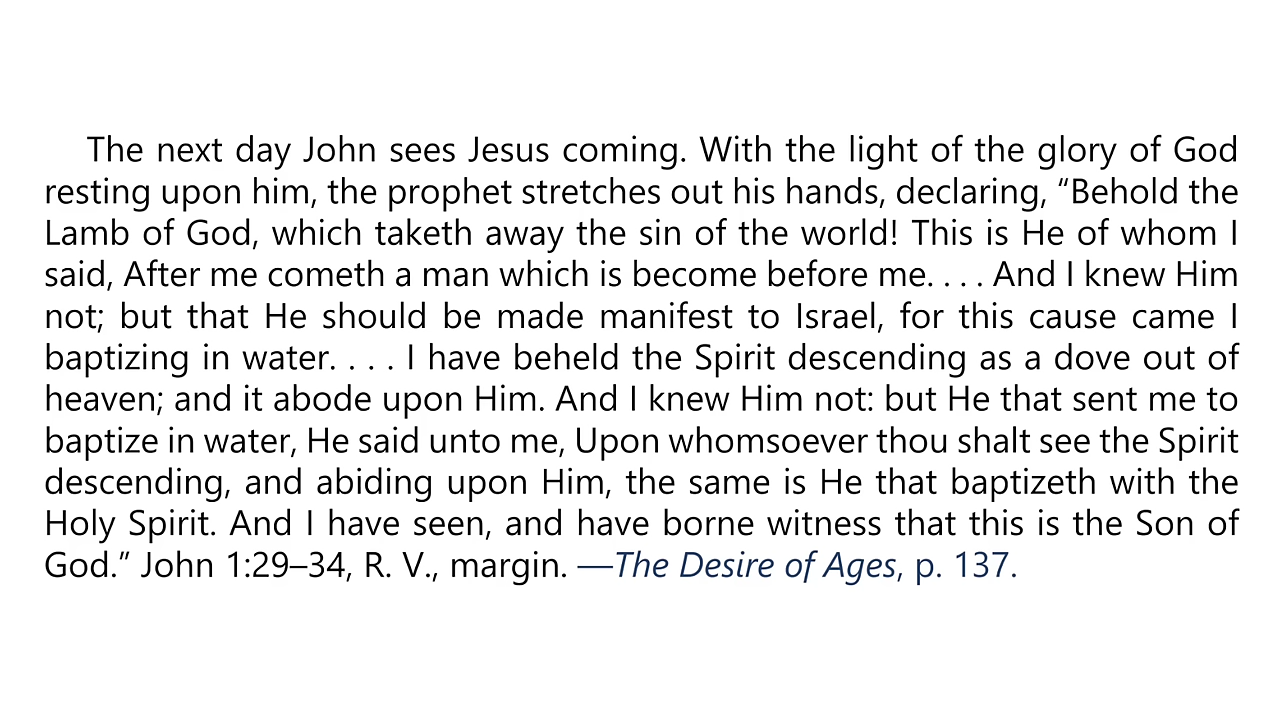 The next day John sees Jesus coming. With the light of the glory of God
resting upon him, the prophet stretches out his hands, declaring, “Behold the
Lamb of God, which taketh away the sin of the world! This is He of whom I
said, After me cometh a man which is become before me. . . . And I knew Him
not; but that He should be made manifest to Israel, for this cause came I
baptizing in water. . . . I have beheld the Spirit descending as a dove out of
heaven; and it abode upon Him. And I knew Him not: but He that sent me to
baptize in water, He said unto me, Upon whomsoever thou shalt see the Spirit
descending, and abiding upon Him, the same is He that baptizeth with the
Holy Spirit. And I have seen, and have borne witness that this is the Son of
God.” John 1:29–34, R. V., margin. —The Desire of Ages, p. 137.